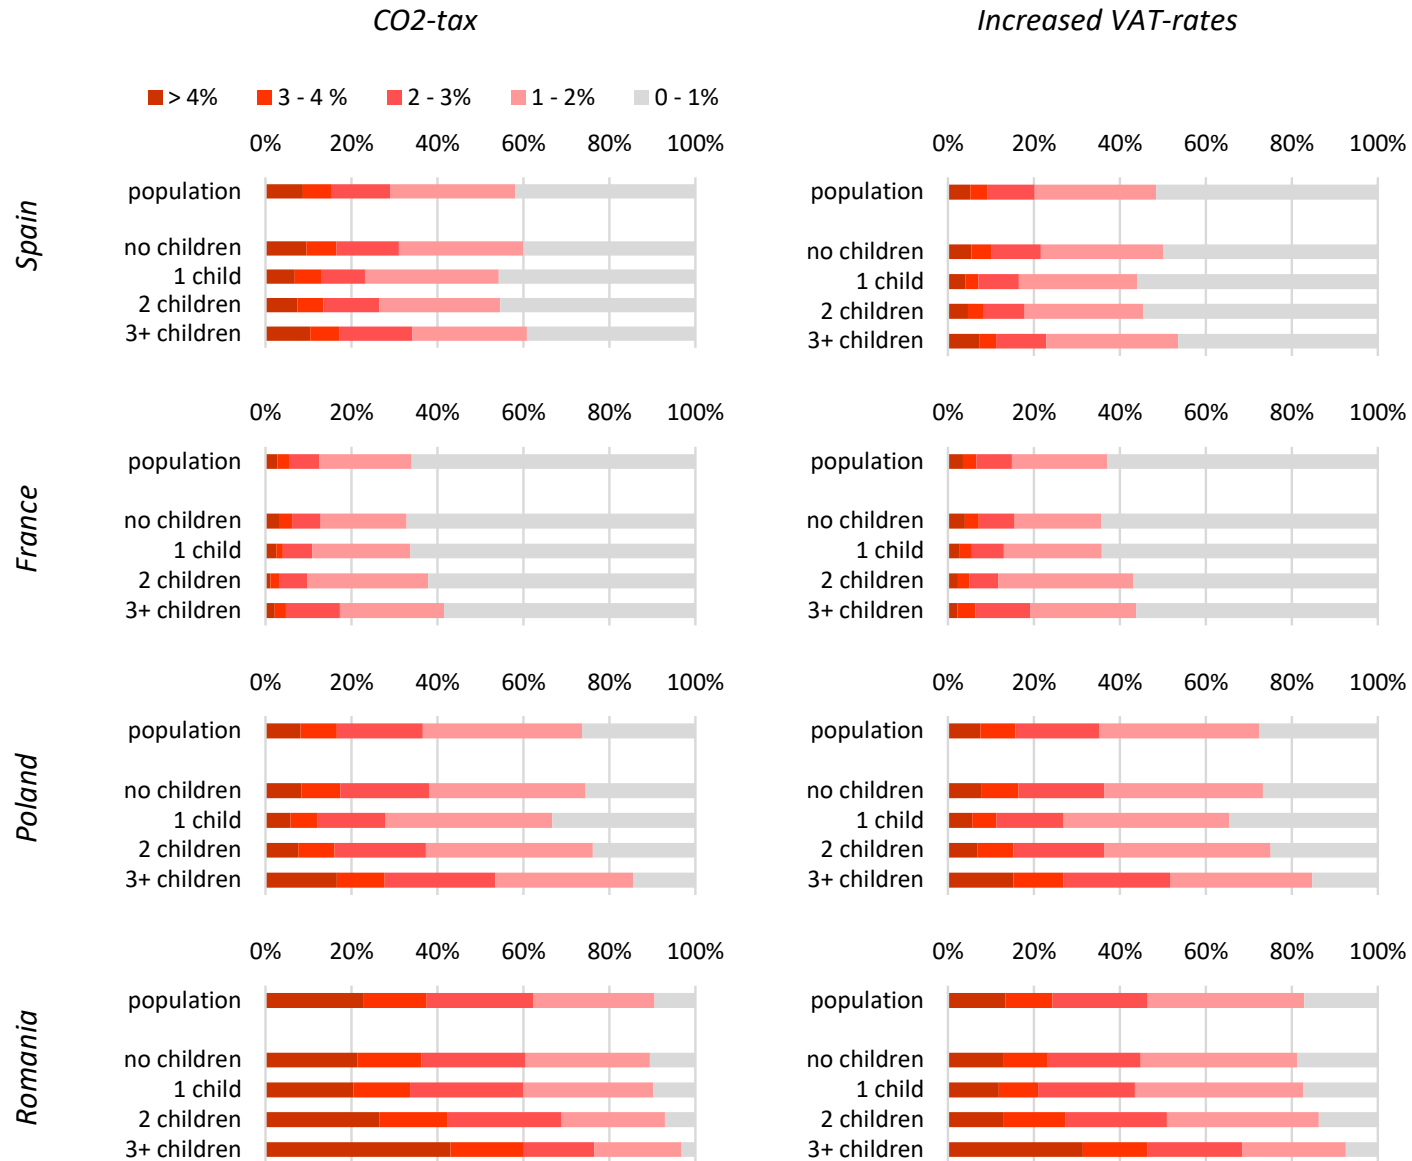 CO2-tax
Increased VAT-rates
> 4%
3 - 4 %
2 - 3%
1 - 2%
0 - 1%
Spain
0% 20% 40% 60% 80% 100%
population
no children
1 child
2 children
3+ children
0% 20% 40% 60% 80% 100%
population
no children
1 child
2 children
3+ children
France
0% 20% 40% 60% 80% 100%
population
no children
1 child
2 children
3+ children
0% 20% 40% 60% 80% 100%
population
no children
1 child
2 children
3+ children
Poland
0% 20% 40% 60% 80% 100%
population
no children
1 child
2 children
3+ children
0% 20% 40% 60% 80% 100%
population
no children
1 child
2 children
3+ children
Romania
0% 20% 40% 60% 80% 100%
population
no children
1 child
2 children
3+ children
0% 20% 40% 60% 80% 100%
population
no children
1 child
2 children
3+ children